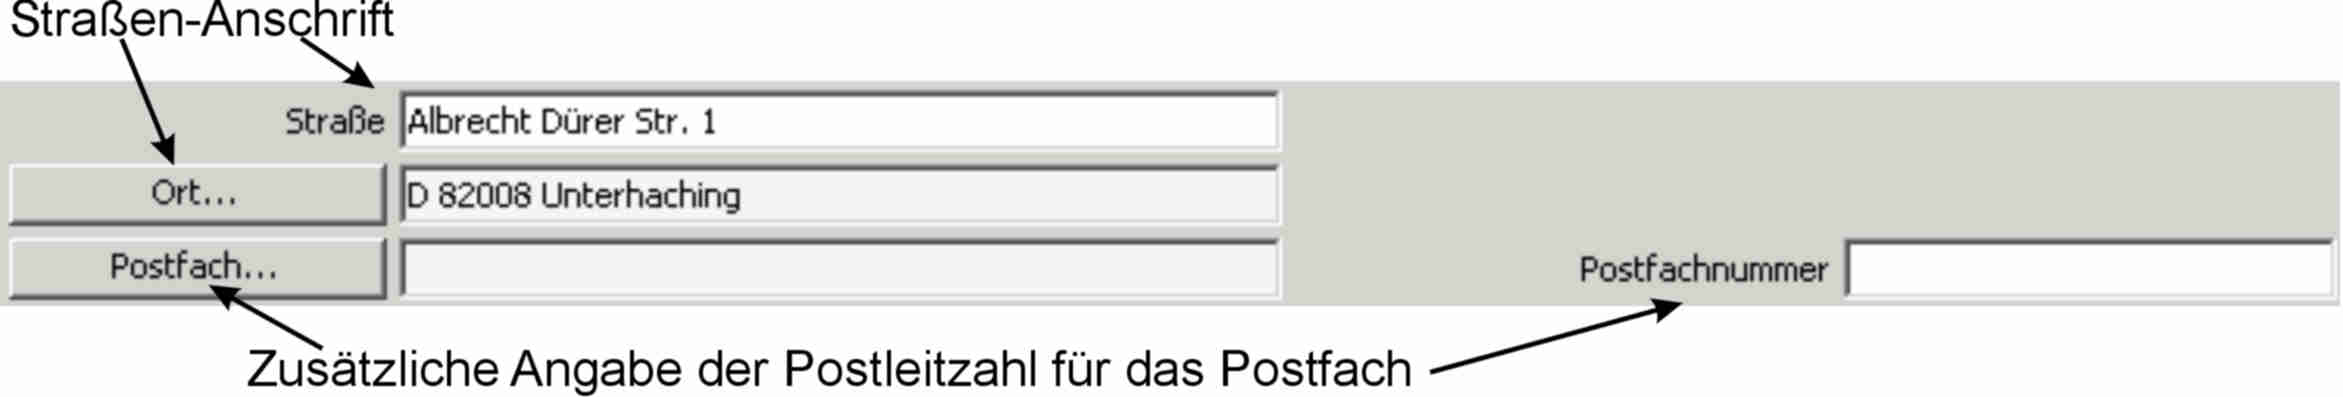 Straßen-Anschrift
Straße Albrecht Dürer Str. 1
Ort... D 82008 Unterhaching
Postfach... Postfachnummer
Zusätzliche Angabe der Postleitzahl für das Postfach